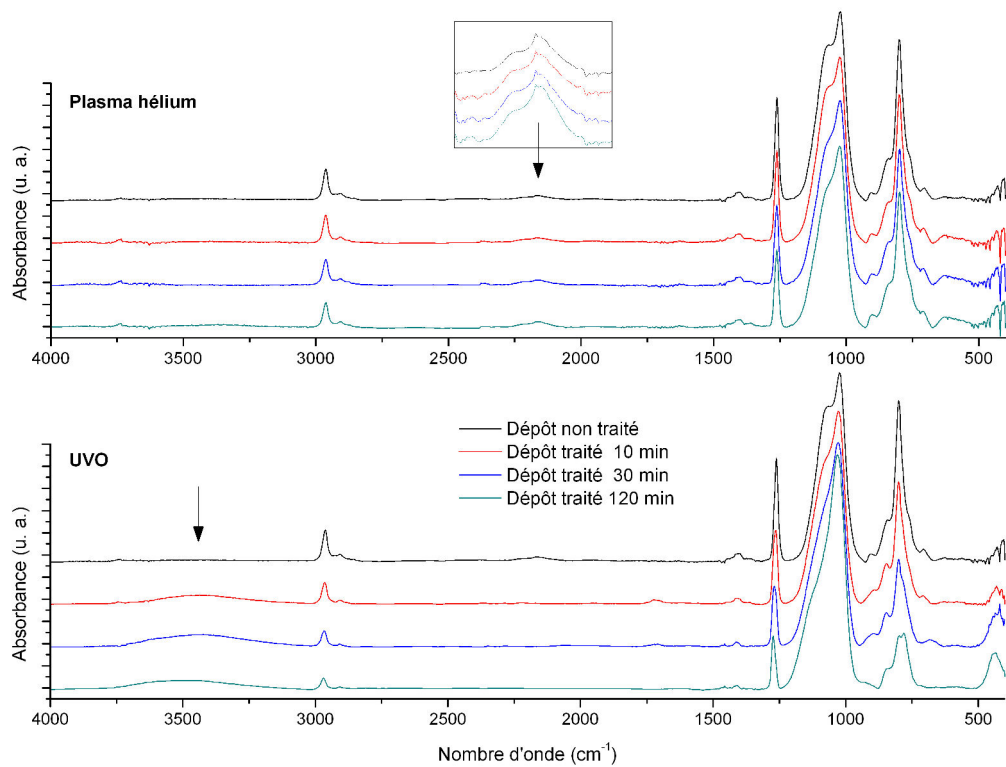 Plasma hélium
Absorbance (u. a.)
4000 3500 3000 2500 2000 1500 1000 500
UVO
Dépôt non traité
Dépôt traité 10 min
Dépôt traité 30 min
Dépôt traité 120 min
Absorbance (u. a.)
4000 3500 3000 2500 2000 1500 1000 500
Nombre d'onde (cm⁻¹)